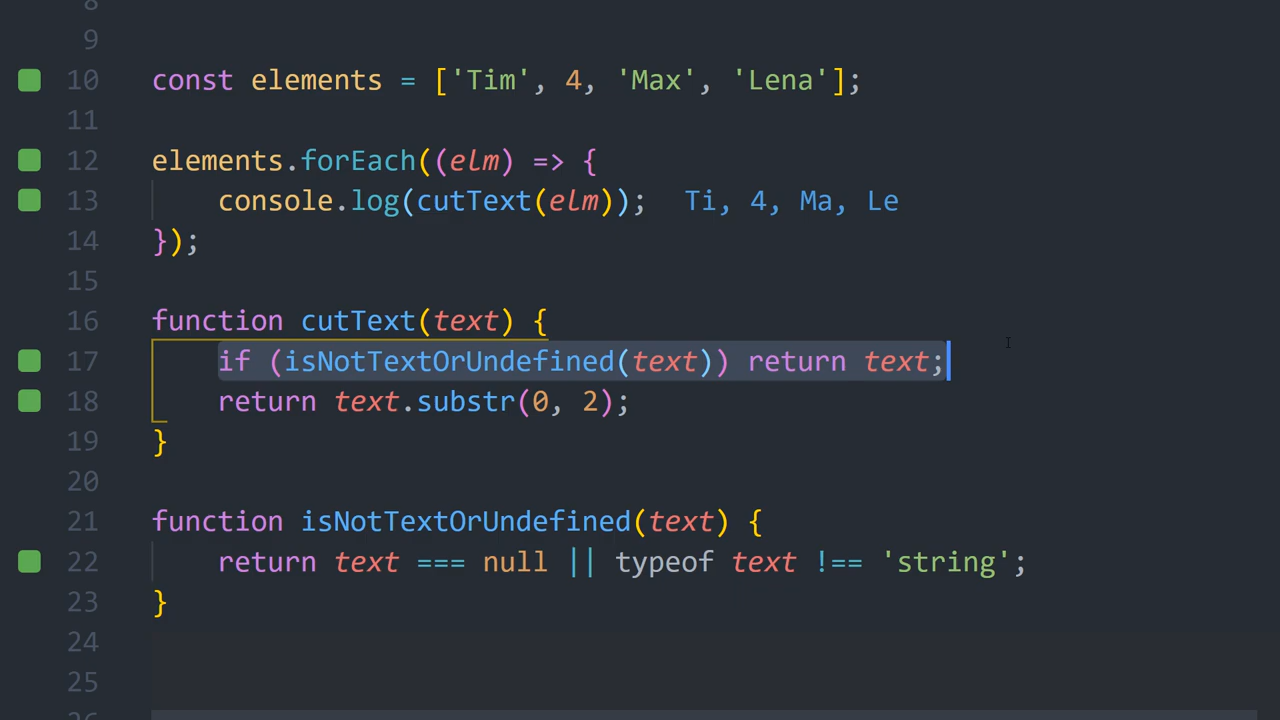 8
9
10 const elements = ['Tim', 4, 'Max', 'Lena'];
11
12 elements.forEach((elm) => {
13     console.log(cutText(elm));  Ti, 4, Ma, Le
14 });
15
16 function cutText(text) {
17     if (isNotTextOrUndefined(text)) return text;
18     return text.substr(0, 2);
19 }
20
21 function isNotTextOrUndefined(text) {
22     return text === null || typeof text !== 'string';
23 }
24
25
26